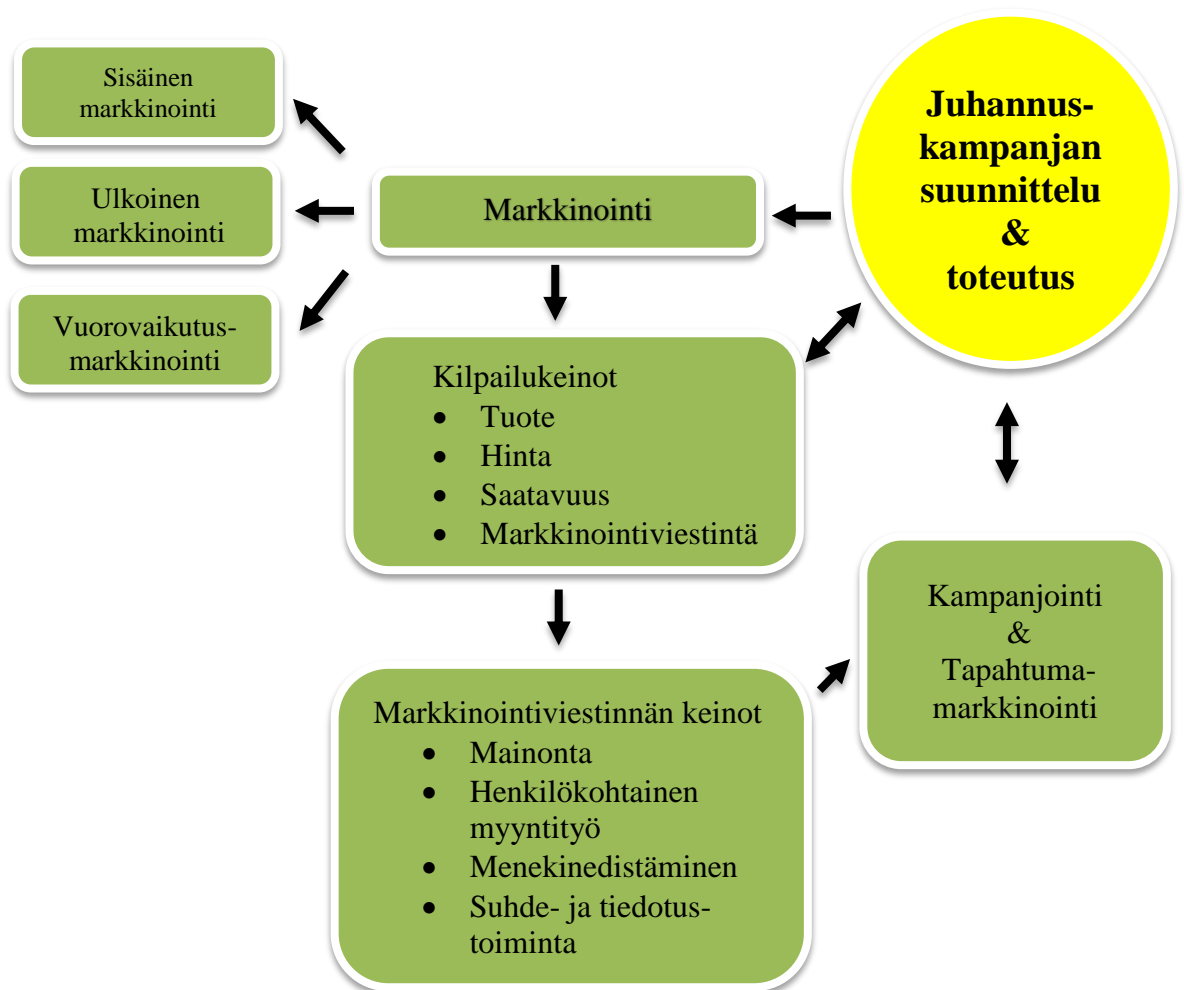 Sisäinen
markkinointi
Ulkoinen
markkinointi
Vuorovaikutus-
markkinointi
Markkinointi
Juhannus-
kampanjan
suunnittelu
&
toteutus
Kilpailukeinot
• Tuote
• Hinta
• Saatavuus
• Markkinointiviestintä
Kampanjointi
&
Tapahtuma-
markkinointi
Markkinointiviestinnän keinot
• Mainonta
• Henkilökohtainen
myyntityö
• Menekinedistäminen
• Suhde- ja tiedotus-
toiminta